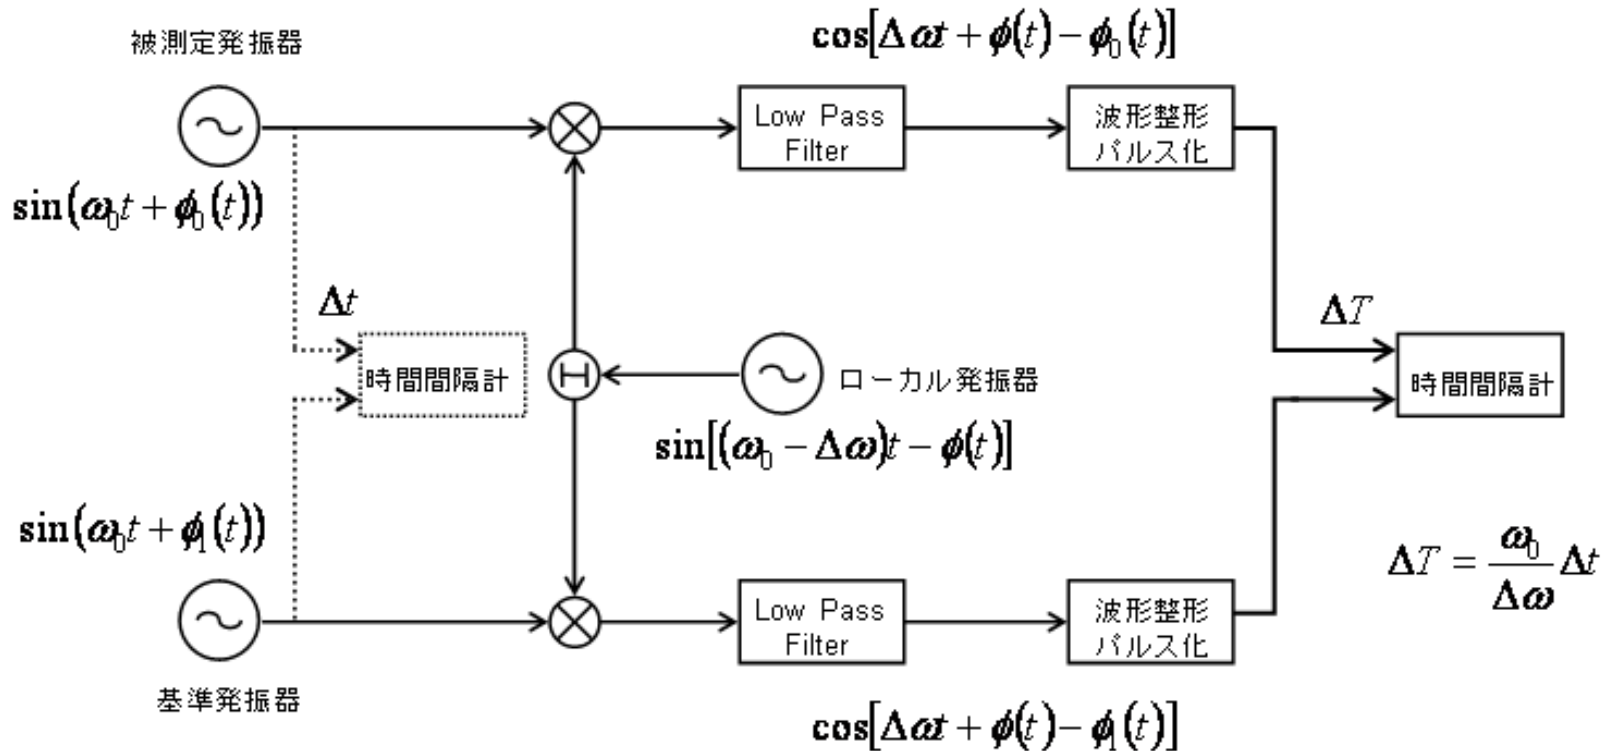 被測定発振器
sin(ω₀t + ϕ₀(t))
cos[Δωt + ϕ(t) − ϕ₀(t)]
Low Pass
Filter
波形整形
パルス化
Δt
時間間隔計
ローカル発振器
sin[(ω₀ − Δω)t − ϕ(t)]
ΔT
時間間隔計
ΔT = ω₀/Δω Δt
sin(ω₀t + ϕ₁(t))
基準発振器
Low Pass
Filter
波形整形
パルス化
cos[Δωt + ϕ(t) − ϕ₁(t)]